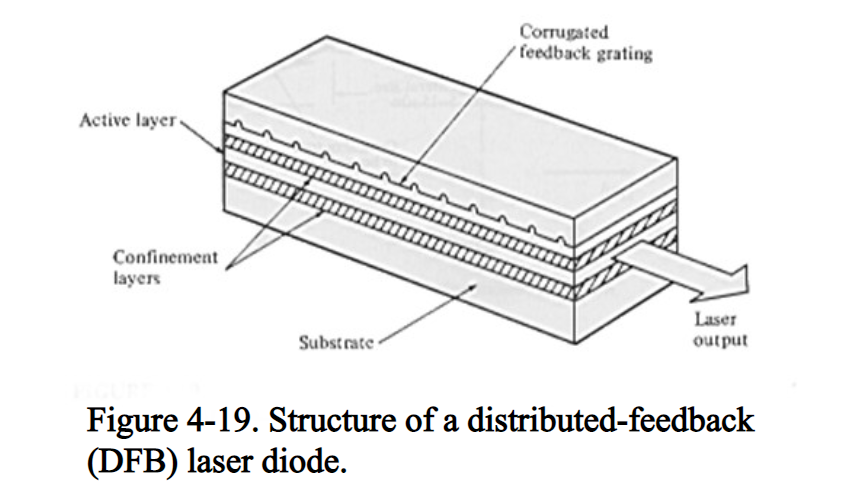 Corrugated
feedback grating
Active layer
Confinement
layers
Substrate
Laser
output
Figure 4-19. Structure of a distributed-feedback
(DFB) laser diode.